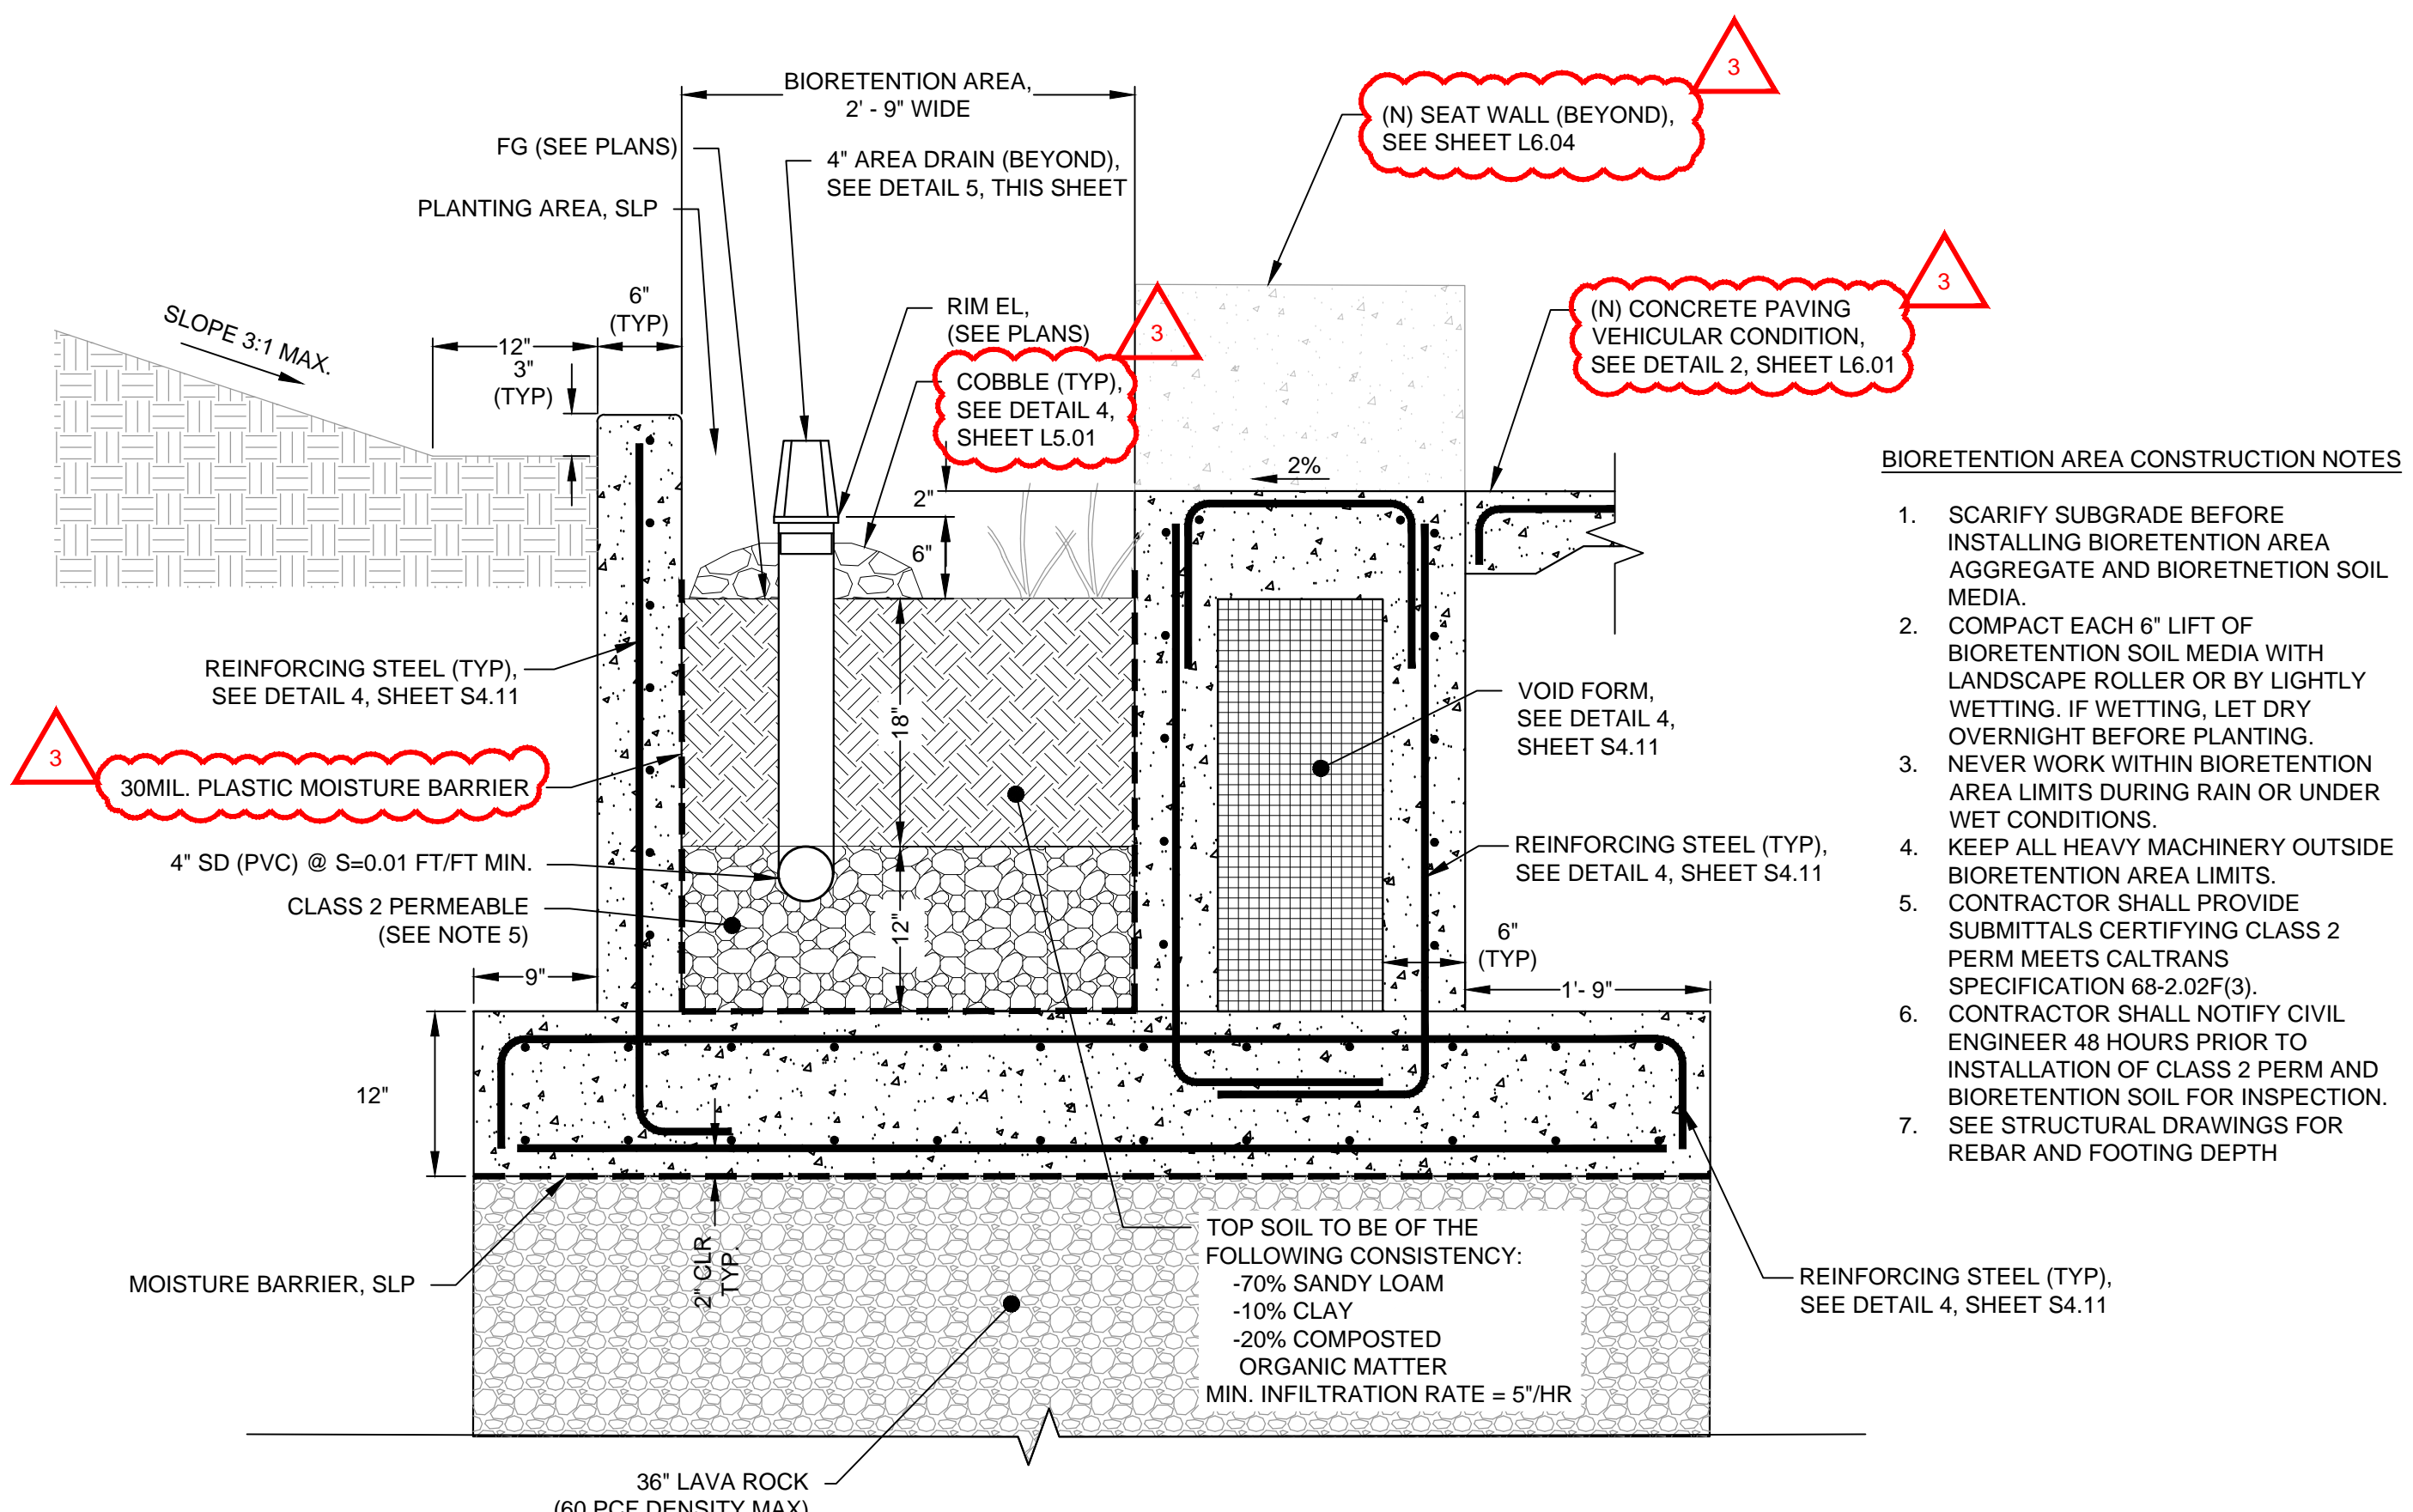 BIORETENTION AREA,
2' - 9" WIDE
FG (SEE PLANS)
4" AREA DRAIN (BEYOND),
SEE DETAIL 5, THIS SHEET
PLANTING AREA, SLP
3
(N) SEAT WALL (BEYOND),
SEE SHEET L6.04
3
(N) CONCRETE PAVING
VEHICULAR CONDITION,
SEE DETAIL 2, SHEET L6.01
SLOPE 3:1 MAX.
6"
(TYP)
12"
3"
(TYP)
RIM EL,
(SEE PLANS)
3
COBBLE (TYP),
SEE DETAIL 4,
SHEET L5.01
2%
2"
6"
REINFORCING STEEL (TYP),
SEE DETAIL 4, SHEET S4.11
3
30MIL. PLASTIC MOISTURE BARRIER
18"
VOID FORM,
SEE DETAIL 4,
SHEET S4.11
4" SD (PVC) @ S=0.01 FT/FT MIN.
REINFORCING STEEL (TYP),
SEE DETAIL 4, SHEET S4.11
CLASS 2 PERMEABLE
(SEE NOTE 5)
12"
6"
(TYP)
9"
1'- 9"
12"
2" CLR
TYP.
MOISTURE BARRIER, SLP
TOP SOIL TO BE OF THE
FOLLOWING CONSISTENCY:
-70% SANDY LOAM
-10% CLAY
-20% COMPOSTED
ORGANIC MATTER
MIN. INFILTRATION RATE = 5"/HR
REINFORCING STEEL (TYP),
SEE DETAIL 4, SHEET S4.11
36" LAVA ROCK
(60 PCF DENSITY MAX)
BIORETENTION AREA CONSTRUCTION NOTES
1. SCARIFY SUBGRADE BEFORE
INSTALLING BIORETENTION AREA
AGGREGATE AND BIORETNETION SOIL
MEDIA.
2. COMPACT EACH 6" LIFT OF
BIORETENTION SOIL MEDIA WITH
LANDSCAPE ROLLER OR BY LIGHTLY
WETTING. IF WETTING, LET DRY
OVERNIGHT BEFORE PLANTING.
3. NEVER WORK WITHIN BIORETENTION
AREA LIMITS DURING RAIN OR UNDER
WET CONDITIONS.
4. KEEP ALL HEAVY MACHINERY OUTSIDE
BIORETENTION AREA LIMITS.
5. CONTRACTOR SHALL PROVIDE
SUBMITTALS CERTIFYING CLASS 2
PERM MEETS CALTRANS
SPECIFICATION 68-2.02F(3).
6. CONTRACTOR SHALL NOTIFY CIVIL
ENGINEER 48 HOURS PRIOR TO
INSTALLATION OF CLASS 2 PERM AND
BIORETENTION SOIL FOR INSPECTION.
7. SEE STRUCTURAL DRAWINGS FOR
REBAR AND FOOTING DEPTH